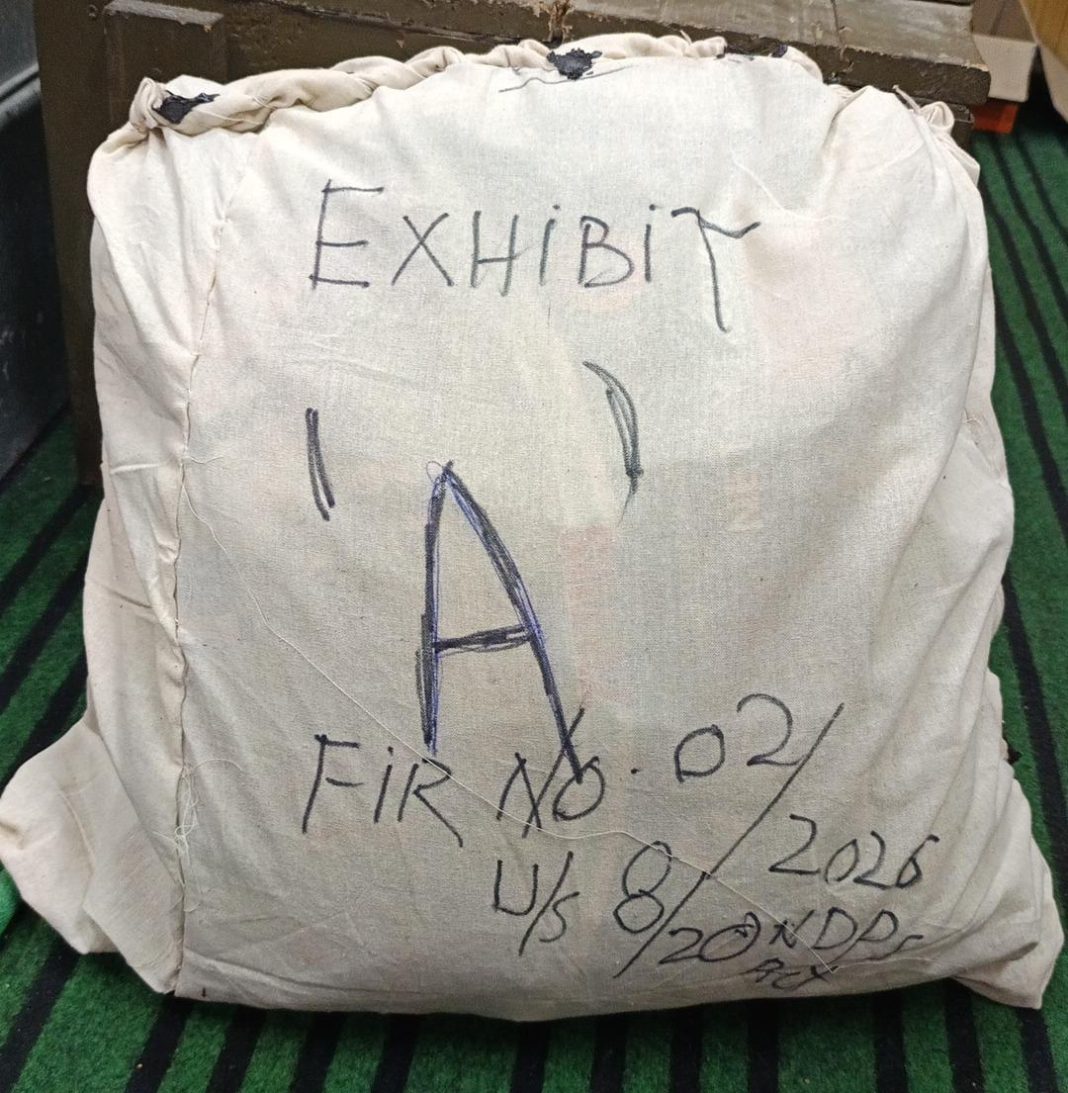 EXHiBiT
'A'
FiR No. 02/2026
U/s 8/20 NDPS
Act